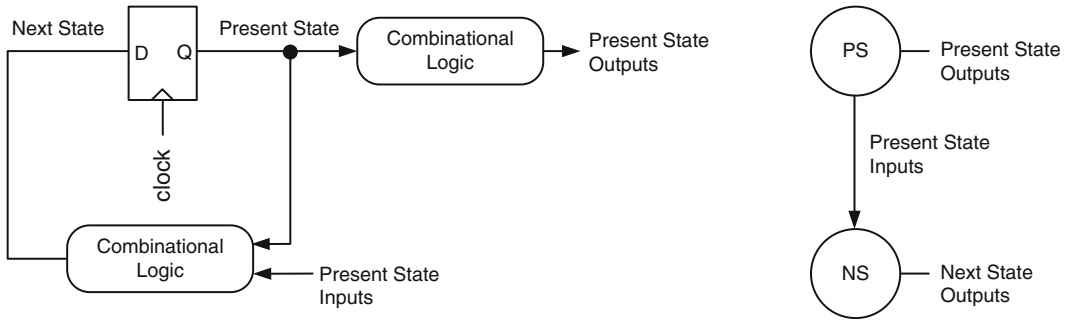 Next State
D
Q
Present State
clock
Combinational
Logic
Present State
Outputs
Combinational
Logic
Present State
Inputs
PS
Present State
Outputs
Present State
Inputs
NS
Next State
Outputs